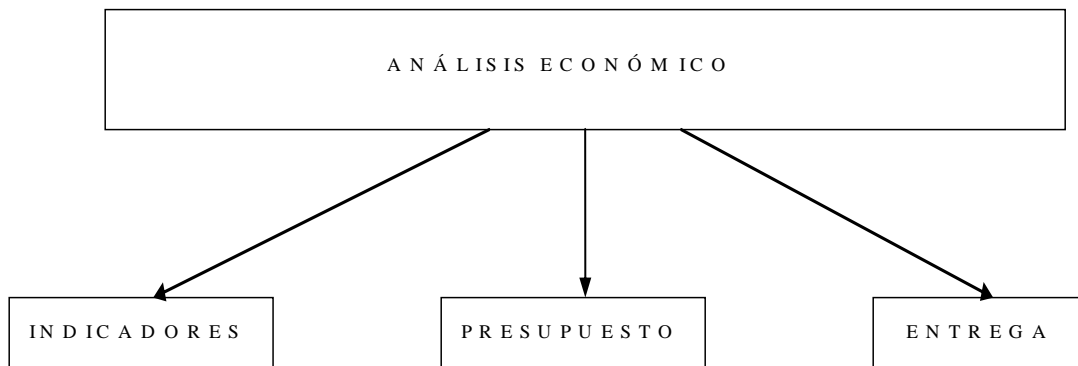 ANÁLISIS ECONÓMICO
INDICADORES
PRESUPUESTO
ENTREGA